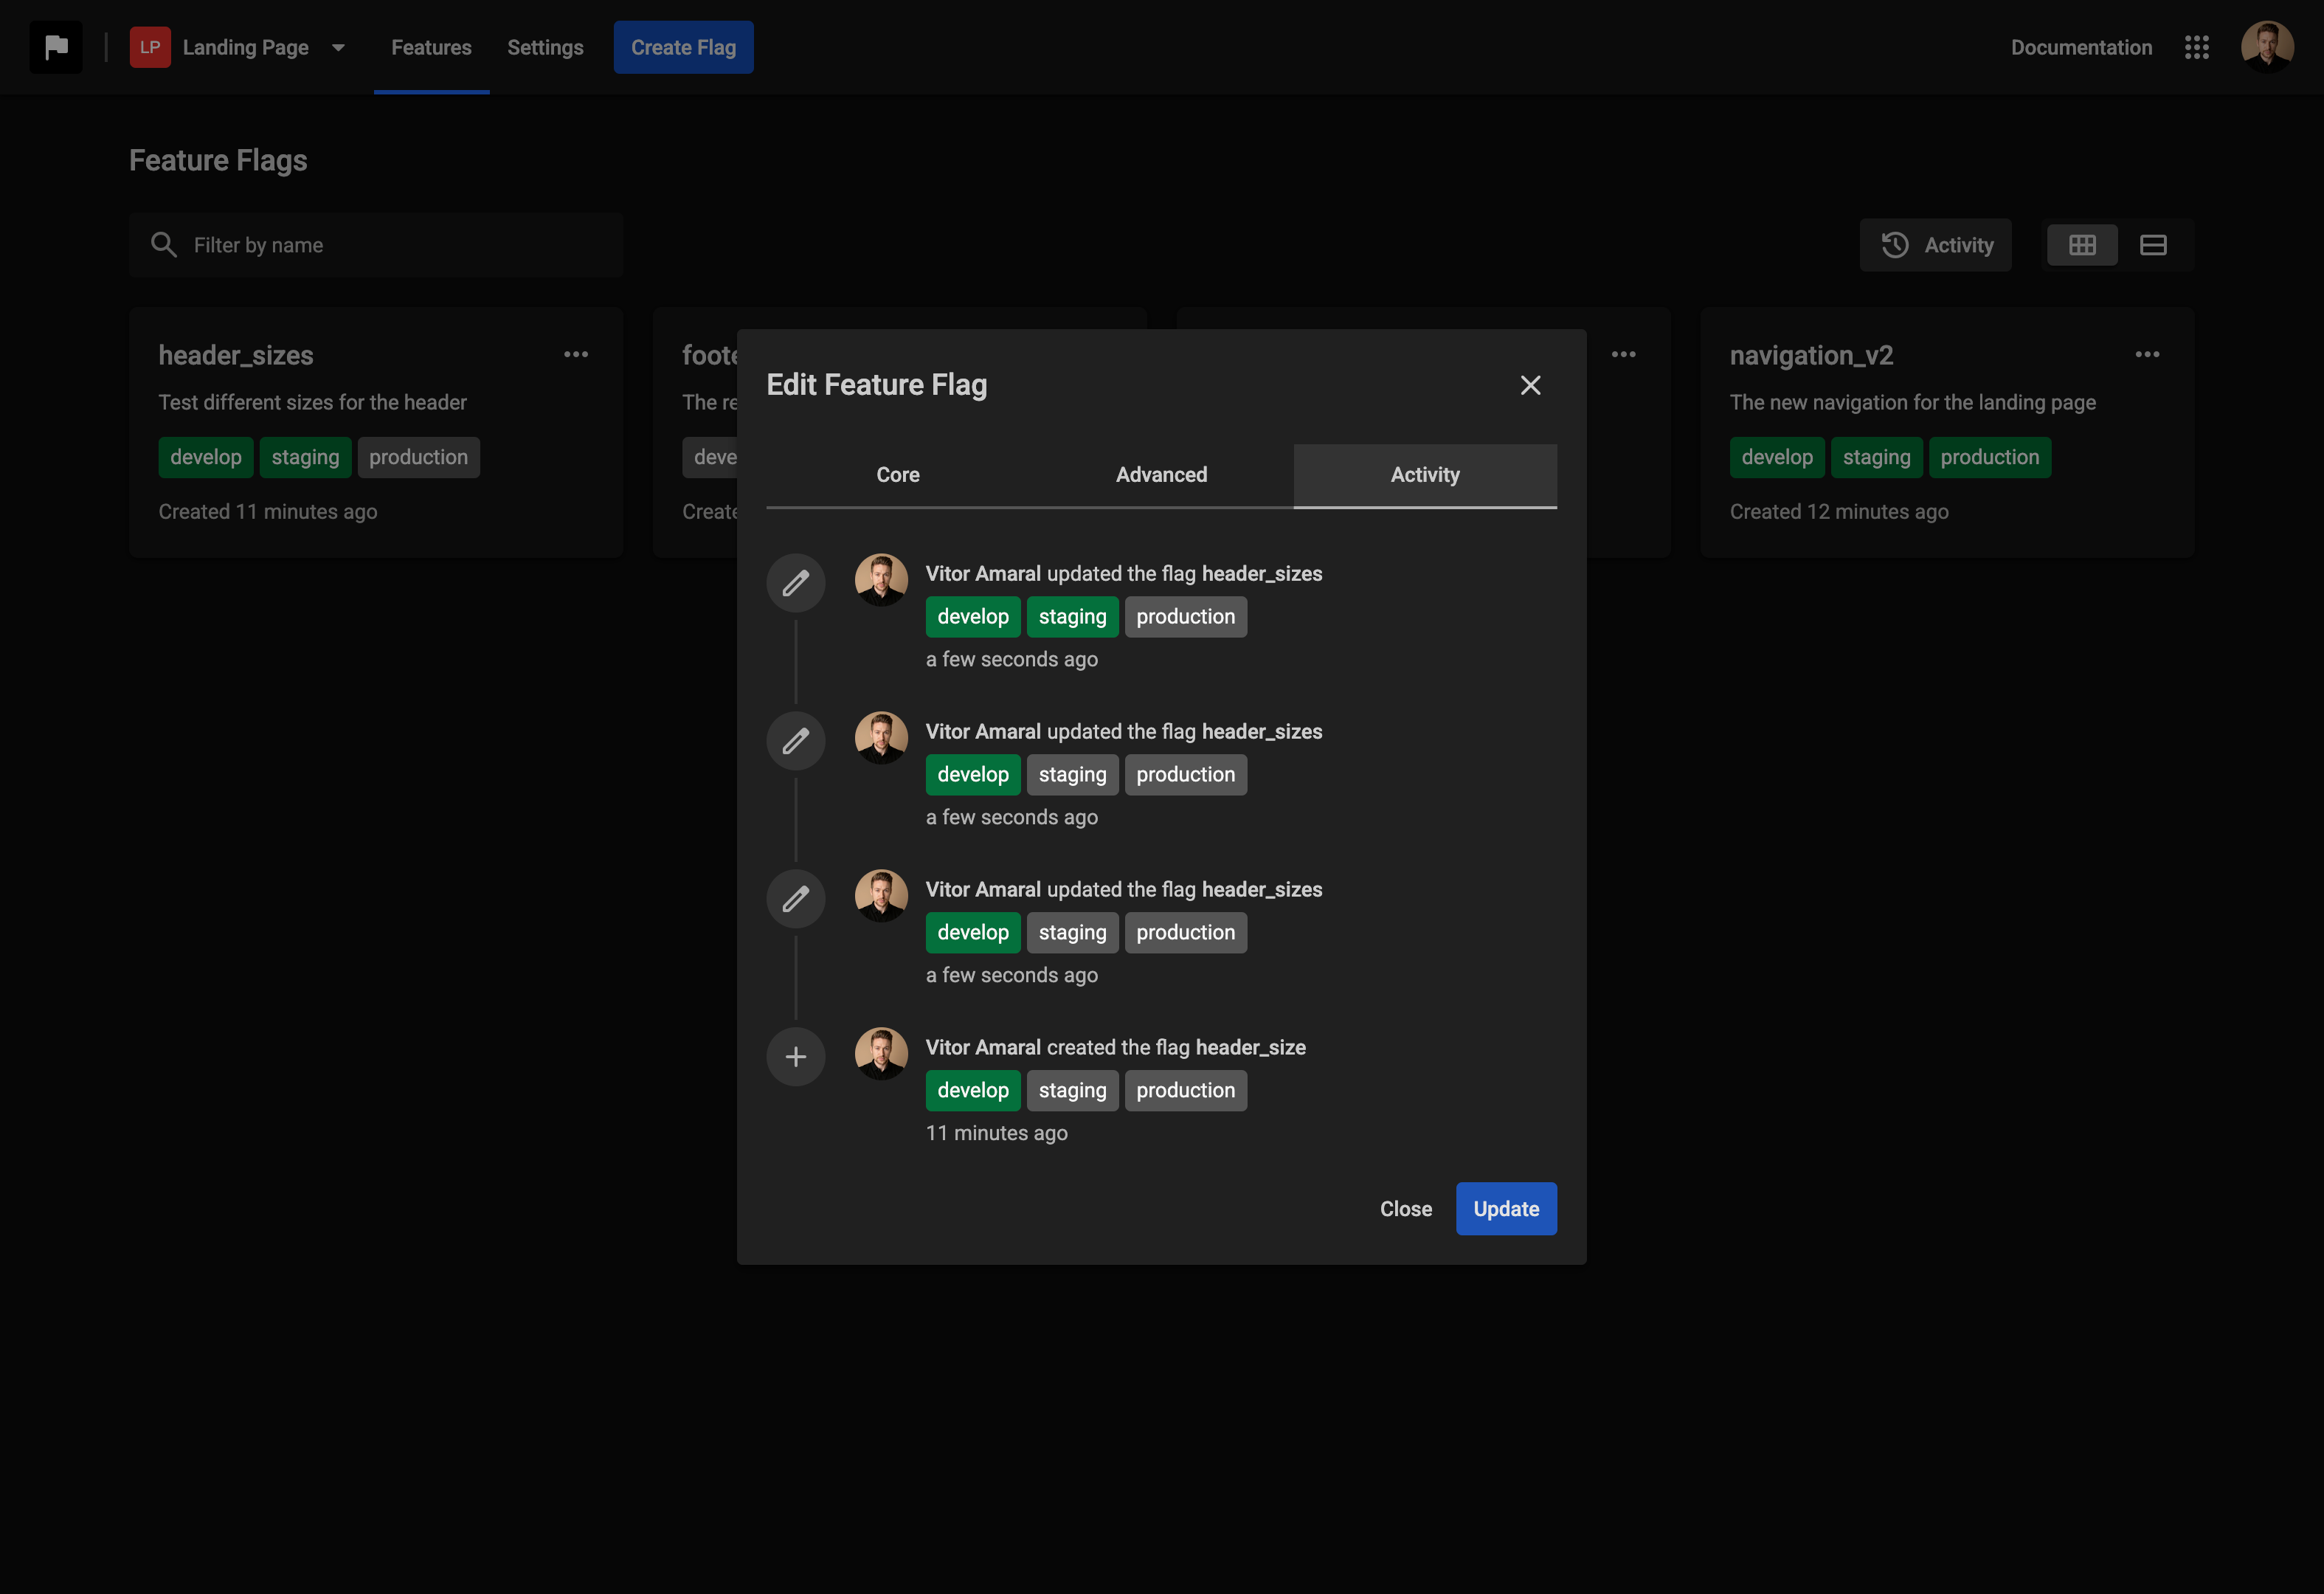 LP Landing Page Features Settings Create Flag Documentation
Feature Flags
Filter by name
Activity
header_sizes
Test different sizes for the header
develop staging production
Created 11 minutes ago
navigation_v2
The new navigation for the landing page
develop staging production
Created 12 minutes ago
Edit Feature Flag
Core Advanced Activity
Vitor Amaral updated the flag header_sizes
develop staging production
a few seconds ago
Vitor Amaral updated the flag header_sizes
develop staging production
a few seconds ago
Vitor Amaral updated the flag header_sizes
develop staging production
a few seconds ago
Vitor Amaral created the flag header_size
develop staging production
11 minutes ago
Close Update